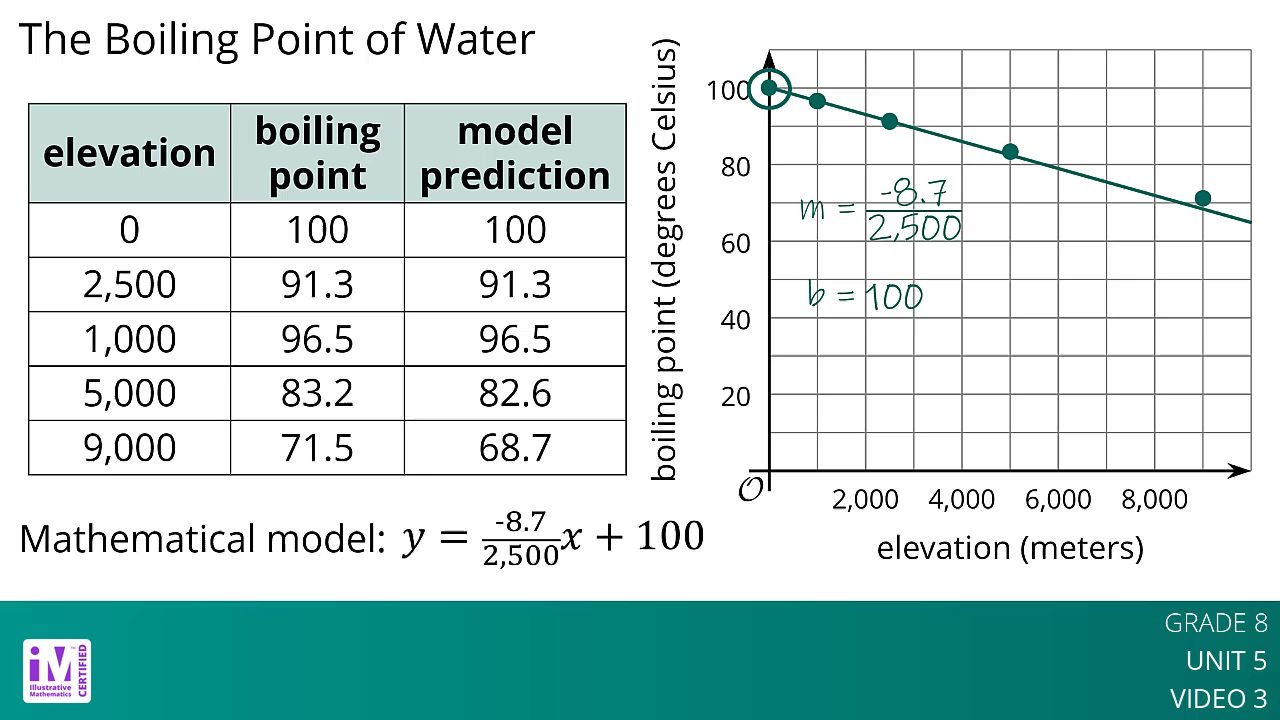 The Boiling Point of Water
elevation boiling point model prediction
0 100 100
2,500 91.3 91.3
1,000 96.5 96.5
5,000 83.2 82.6
9,000 71.5 68.7
Mathematical model: y = -8.7/2,500 x + 100
boiling point (degrees Celsius)
100
80
60
40
20
O
2,000 4,000 6,000 8,000
elevation (meters)
m = -8.7/2,500
b = 100
iM™
Illustrative
Mathematics
CERTIFIED
GRADE 8
UNIT 5
VIDEO 3